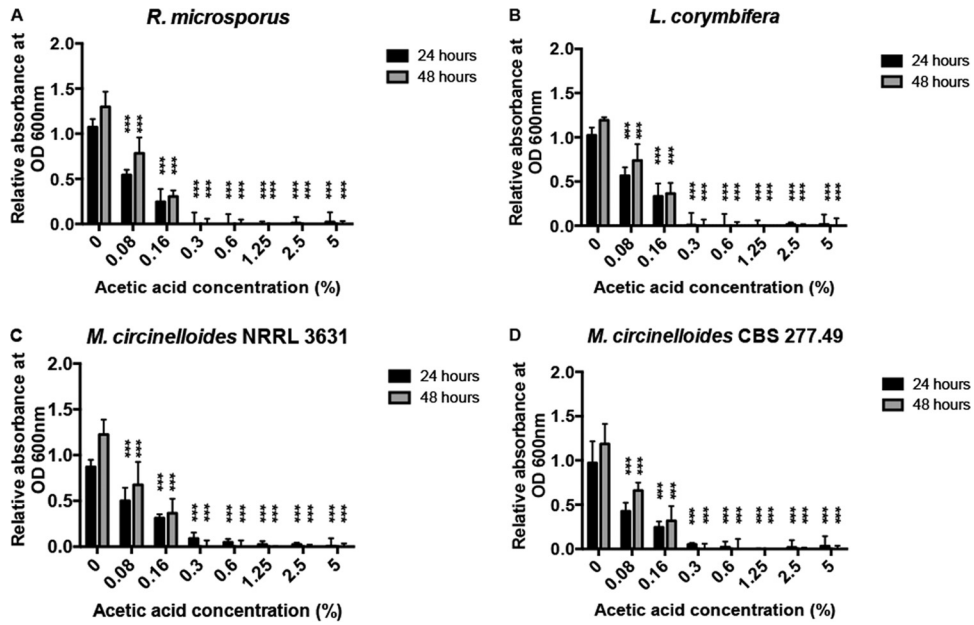 A
R. microsporus
Relative absorbance at
OD 600nm
2.0
1.5
1.0
0.5
0.0
*** *** *** *** *** *** *** *** *** *** *** *** *** ***
0 0.08 0.16 0.3 0.6 1.25 2.5 5
Acetic acid concentration (%)
24 hours
48 hours
B
L. corymbifera
Relative absorbance at
OD 600nm
2.0
1.5
1.0
0.5
0.0
*** *** *** *** *** *** *** *** *** *** *** *** *** ***
0 0.08 0.16 0.3 0.6 1.25 2.5 5
Acetic acid concentration (%)
24 hours
48 hours
C
M. circinelloides NRRL 3631
Relative absorbance at
OD 600nm
2.0
1.5
1.0
0.5
0.0
*** *** *** *** *** *** *** *** *** *** *** *** *** ***
0 0.08 0.16 0.3 0.6 1.25 2.5 5
Acetic acid concentration (%)
24 hours
48 hours
D
M. circinelloides CBS 277.49
Relative absorbance at
OD 600nm
2.0
1.5
1.0
0.5
0.0
*** *** *** *** *** *** *** *** *** *** *** *** *** ***
0 0.08 0.16 0.3 0.6 1.25 2.5 5
Acetic acid concentration (%)
24 hours
48 hours